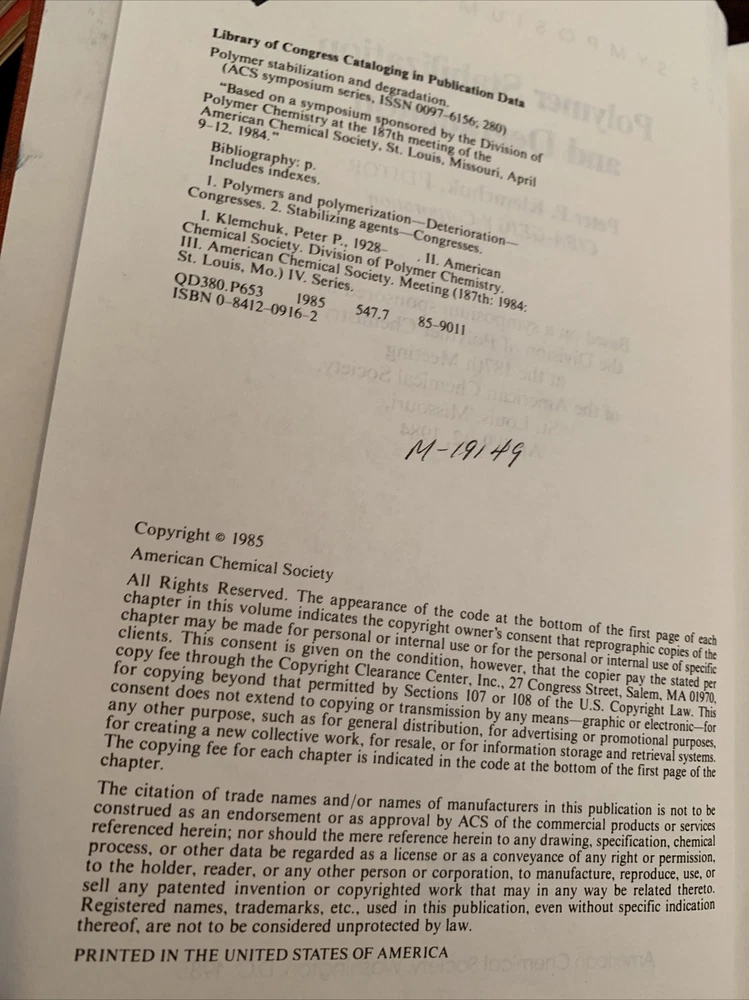 Library of Congress Cataloging in Publication Data
Polymer stabilization and degradation.
(ACS symposium series, ISSN 0097-6156; 280)
"Based on a symposium sponsored by the Division of
Polymer Chemistry at the 187th meeting of the
American Chemical Society, St. Louis, Missouri, April
9-12, 1984."
Bibliography: p.
Includes indexes.
1. Polymers and polymerization—Deterioration—
Congresses. 2. Stabilizing agents—Congresses.
I. Klemchuk, Peter P., 1928- . II. American
Chemical Society. Division of Polymer Chemistry.
III. American Chemical Society. Meeting (187th: 1984:
St. Louis, Mo.) IV. Series.
QD380.P653 1985 547.7 85-9011
ISBN 0-8412-0916-2
M-19149
Copyright © 1985
American Chemical Society
All Rights Reserved. The appearance of the code at the bottom of the first page of each
chapter in this volume indicates the copyright owner's consent that reprographic copies of the
chapter may be made for personal or internal use or for the personal or internal use of specific
clients. This consent is given on the condition, however, that the copier pay the stated per
copy fee through the Copyright Clearance Center, Inc., 27 Congress Street, Salem, MA 01970,
for copying beyond that permitted by Sections 107 or 108 of the U.S. Copyright Law. This
consent does not extend to copying or transmission by any means—graphic or electronic—for
any other purpose, such as for general distribution, for advertising or promotional purposes,
for creating a new collective work, for resale, or for information storage and retrieval systems.
The copying fee for each chapter is indicated in the code at the bottom of the first page of the
chapter.
The citation of trade names and/or names of manufacturers in this publication is not to be
construed as an endorsement or as approval by ACS of the commercial products or services
referenced herein; nor should the mere reference herein to any drawing, specification, chemical
process, or other data be regarded as a license or as a conveyance of any right or permission,
to the holder, reader, or any other person or corporation, to manufacture, reproduce, use, or
sell any patented invention or copyrighted work that may in any way be related thereto.
Registered names, trademarks, etc., used in this publication, even without specific indication
thereof, are not to be considered unprotected by law.
PRINTED IN THE UNITED STATES OF AMERICA